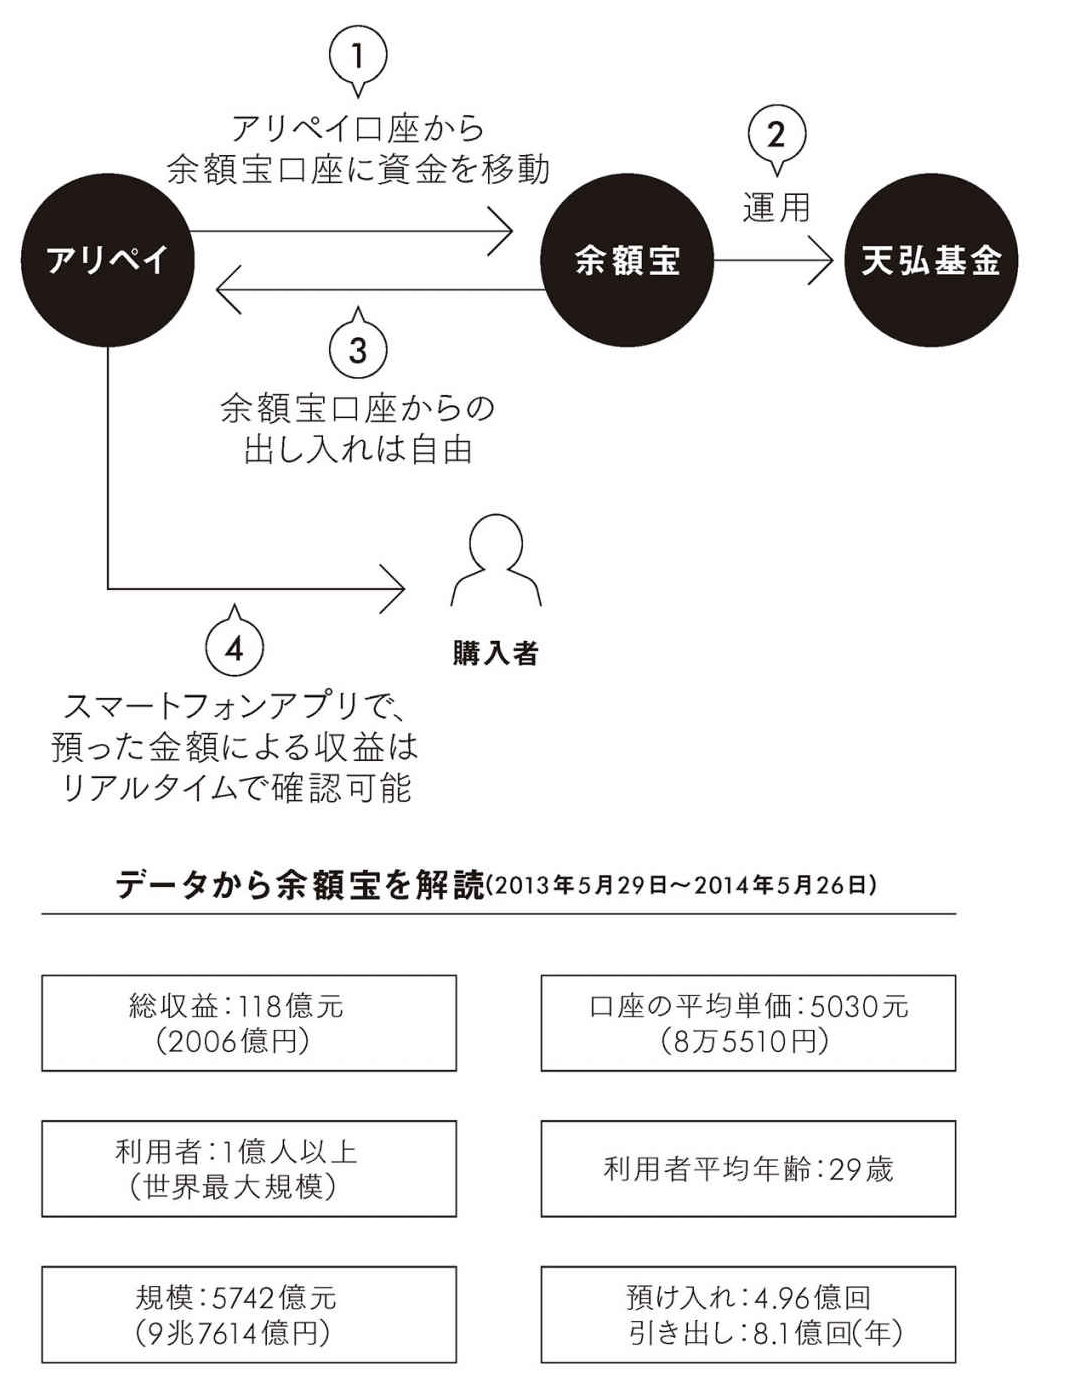 1
アリペイ口座から
余額宝口座に資金を移動
2
運用
アリペイ
余額宝
天弘基金
3
余額宝口座からの
出し入れは自由
購入者
4
スマートフォンアプリで、
預った金額による収益は
リアルタイムで確認可能
データから余額宝を解読(2013年5月29日〜2014年5月26日)
総収益：118億元
(2006億円)
口座の平均単価：5030元
(8万5510円)
利用者：1億人以上
(世界最大規模)
利用者平均年齢：29歳
規模：5742億元
(9兆7614億円)
預け入れ：4.96億回
引き出し：8.1億回(年)